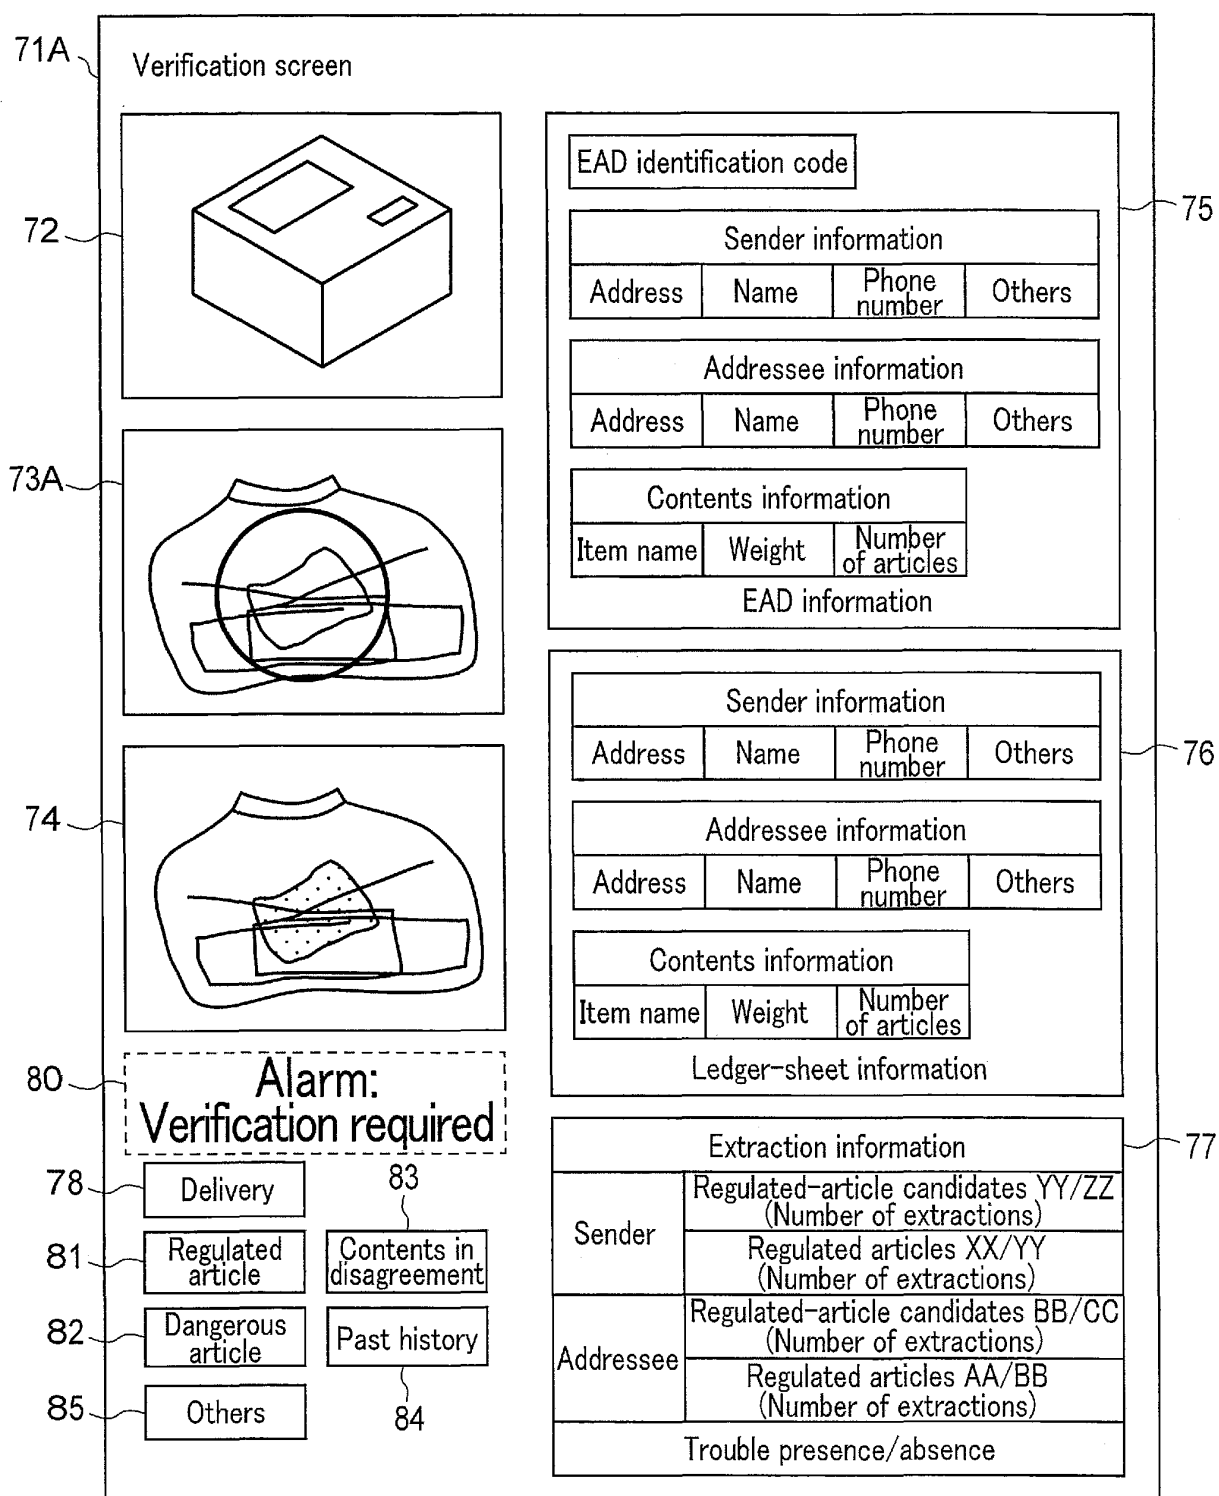 71A
Verification screen
72
73A
74
EAD identification code
75
Sender information
Address
Name
Phone
number
Others
Addressee information
Address
Name
Phone
number
Others
Contents information
Item name
Weight
Number
of articles
EAD information
Sender information
76
Address
Name
Phone
number
Others
Addressee information
Address
Name
Phone
number
Others
Contents information
Item name
Weight
Number
of articles
Ledger-sheet information
80
Alarm:
Verification required
78
Delivery
83
81
Regulated
article
Contents in
disagreement
82
Dangerous
article
Past history
85
Others
84
Extraction information
77
Sender
Regulated-article candidates YY/ZZ
(Number of extractions)
Regulated articles XX/YY
(Number of extractions)
Addressee
Regulated-article candidates BB/CC
(Number of extractions)
Regulated articles AA/BB
(Number of extractions)
Trouble presence/absence